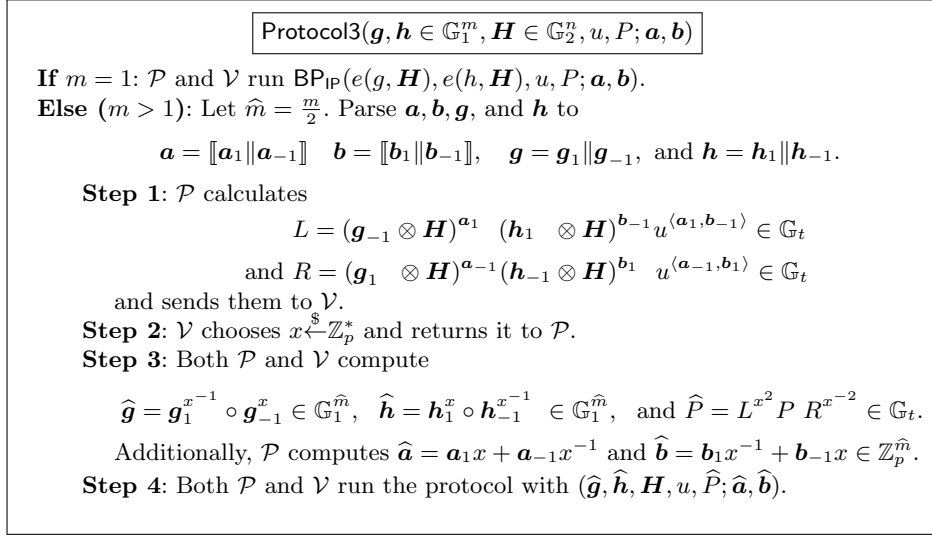 Protocol3(𝒈, 𝒉 ∈ 𝔾₁ᵐ, 𝑯 ∈ 𝔾₂ⁿ, u, P; 𝒂, 𝒃)
If m = 1: 𝒫 and 𝒱 run BP_IP(e(g, 𝑯), e(h, 𝑯), u, P; 𝒂, 𝒃).
Else (m > 1): Let m̂ = m/2. Parse 𝒂, 𝒃, 𝒈, and 𝒉 to
𝒂 = ⟦𝒂₁‖𝒂₋₁⟧ 𝒃 = ⟦𝒃₁‖𝒃₋₁⟧, 𝒈 = 𝒈₁‖𝒈₋₁, and 𝒉 = 𝒉₁‖𝒉₋₁.
Step 1: 𝒫 calculates
L = (𝒈₋₁ ⊗ 𝑯)^{𝒂₁} (𝒉₁ ⊗ 𝑯)^{𝒃₋₁} u^{⟨𝒂₁,𝒃₋₁⟩} ∈ 𝔾_t
and R = (𝒈₁ ⊗ 𝑯)^{𝒂₋₁} (𝒉₋₁ ⊗ 𝑯)^{𝒃₁} u^{⟨𝒂₋₁,𝒃₁⟩} ∈ 𝔾_t
and sends them to 𝒱.
Step 2: 𝒱 chooses x ←$ ℤ_p^* and returns it to 𝒫.
Step 3: Both 𝒫 and 𝒱 compute
𝒈̂ = 𝒈₁^{x⁻¹} ∘ 𝒈₋₁^{x} ∈ 𝔾₁^{m̂}, 𝒉̂ = 𝒉₁^{x} ∘ 𝒉₋₁^{x⁻¹} ∈ 𝔾₁^{m̂}, and P̂ = L^{x²} P R^{x⁻²} ∈ 𝔾_t.
Additionally, 𝒫 computes 𝒂̂ = 𝒂₁x + 𝒂₋₁x⁻¹ and 𝒃̂ = 𝒃₁x⁻¹ + 𝒃₋₁x ∈ ℤ_p^{m̂}.
Step 4: Both 𝒫 and 𝒱 run the protocol with (𝒈̂, 𝒉̂, 𝑯, u, P̂; 𝒂̂, 𝒃̂).